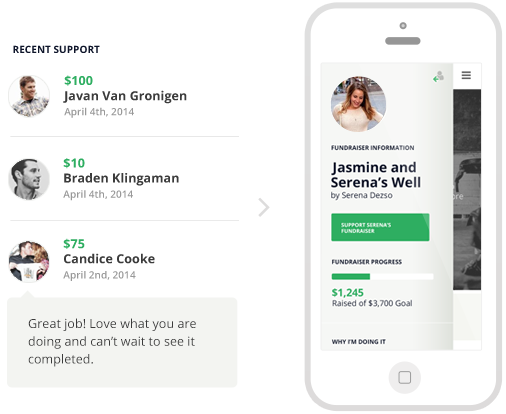 RECENT SUPPORT
$100
Javan Van Gronigen
April 4th, 2014
$10
Braden Klingaman
April 4th, 2014
$75
Candice Cooke
April 2nd, 2014
Great job! Love what you are
doing and can't wait to see it
completed.
FUNDRAISER INFORMATION
Jasmine and
Serena's Well
by Serena Dezso
SUPPORT SERENA'S
FUNDRAISER
FUNDRAISER PROGRESS
$1,245
Raised of $3,700 Goal
WHY I'M DOING IT